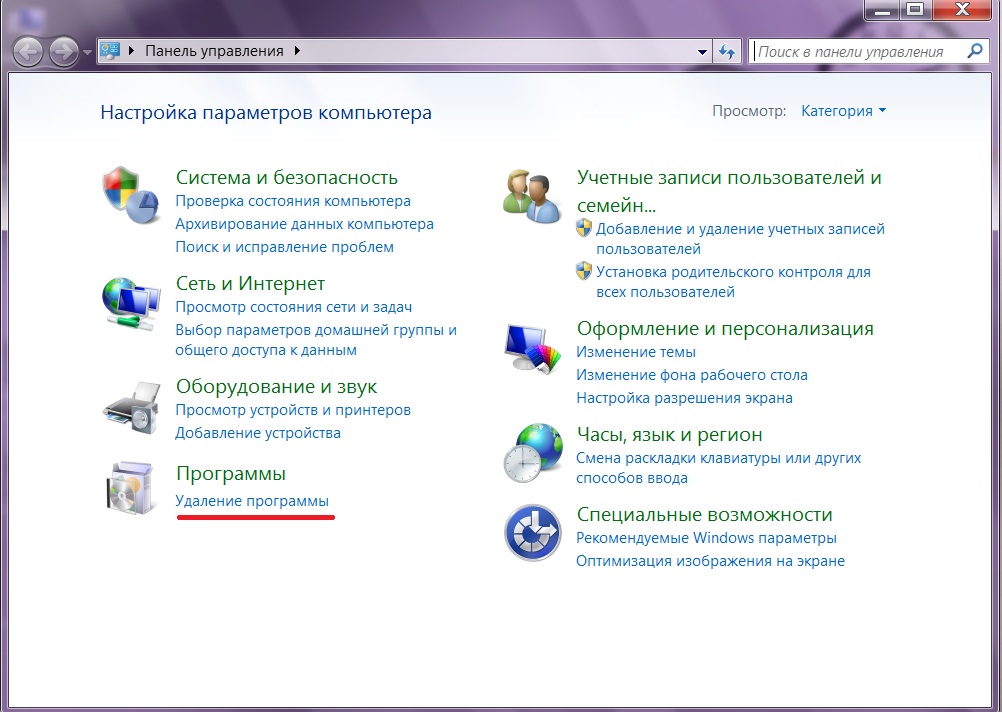 Панель управления
Поиск в панели управления
Настройка параметров компьютера
Просмотр: Категория
Система и безопасность
Проверка состояния компьютера
Архивирование данных компьютера
Поиск и исправление проблем
Сеть и Интернет
Просмотр состояния сети и задач
Выбор параметров домашней группы и
общего доступа к данным
Оборудование и звук
Просмотр устройств и принтеров
Добавление устройства
Программы
Удаление программы
Учетные записи пользователей и
семейн...
Добавление и удаление учетных записей
пользователей
Установка родительского контроля для
всех пользователей
Оформление и персонализация
Изменение темы
Изменение фона рабочего стола
Настройка разрешения экрана
Часы, язык и регион
Смена раскладки клавиатуры или других
способов ввода
Специальные возможности
Рекомендуемые Windows параметры
Оптимизация изображения на экране